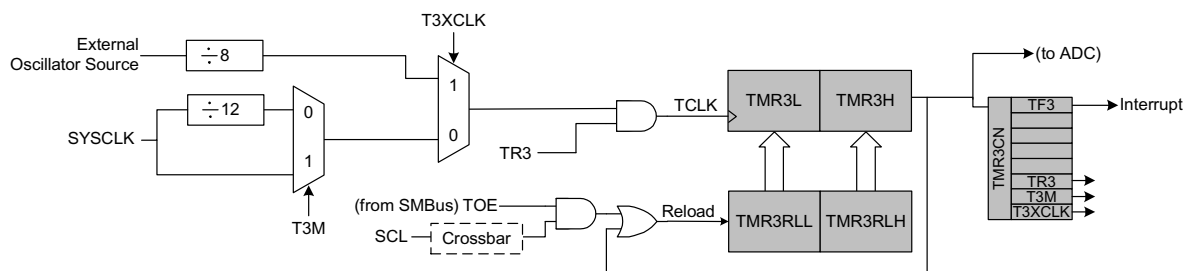 T3XCLK
External
Oscillator Source
÷8
1
0
÷12
0
1
SYSCLK
T3M
TR3
TCLK
TMR3L
TMR3H
(to ADC)
TMR3CN
TF3
Interrupt
TR3
T3M
T3XCLK
(from SMBus) TOE
SCL
Crossbar
Reload
TMR3RLL
TMR3RLH